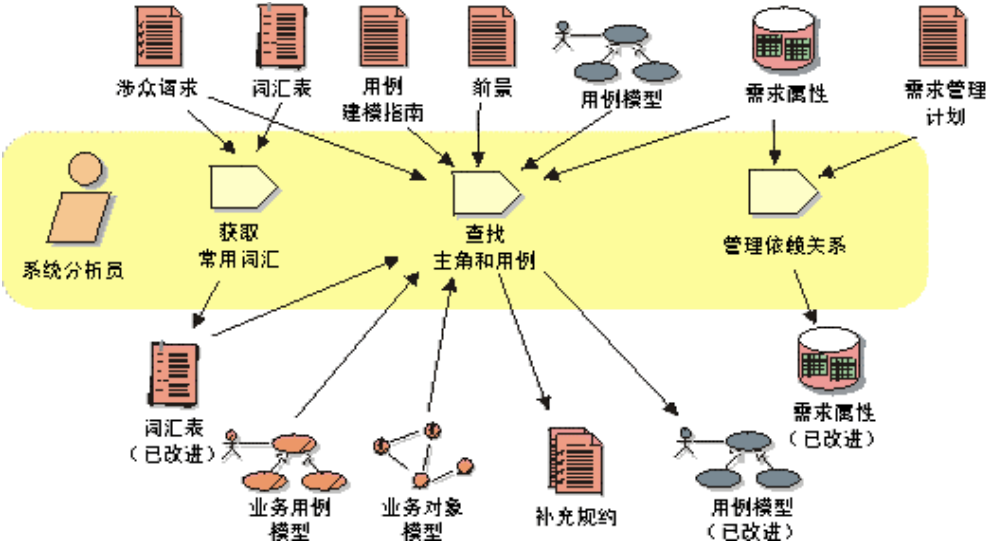 涉众请求
词汇表
用例
建模指南
前景
用例模型
需求属性
需求管理
计划
系统分析员
获取
常用词汇
查找
主角和用例
管理依赖关系
词汇表
（已改进）
业务用例
模型
业务对象
模型
补充规约
用例模型
（已改进）
需求属性
（已改进）